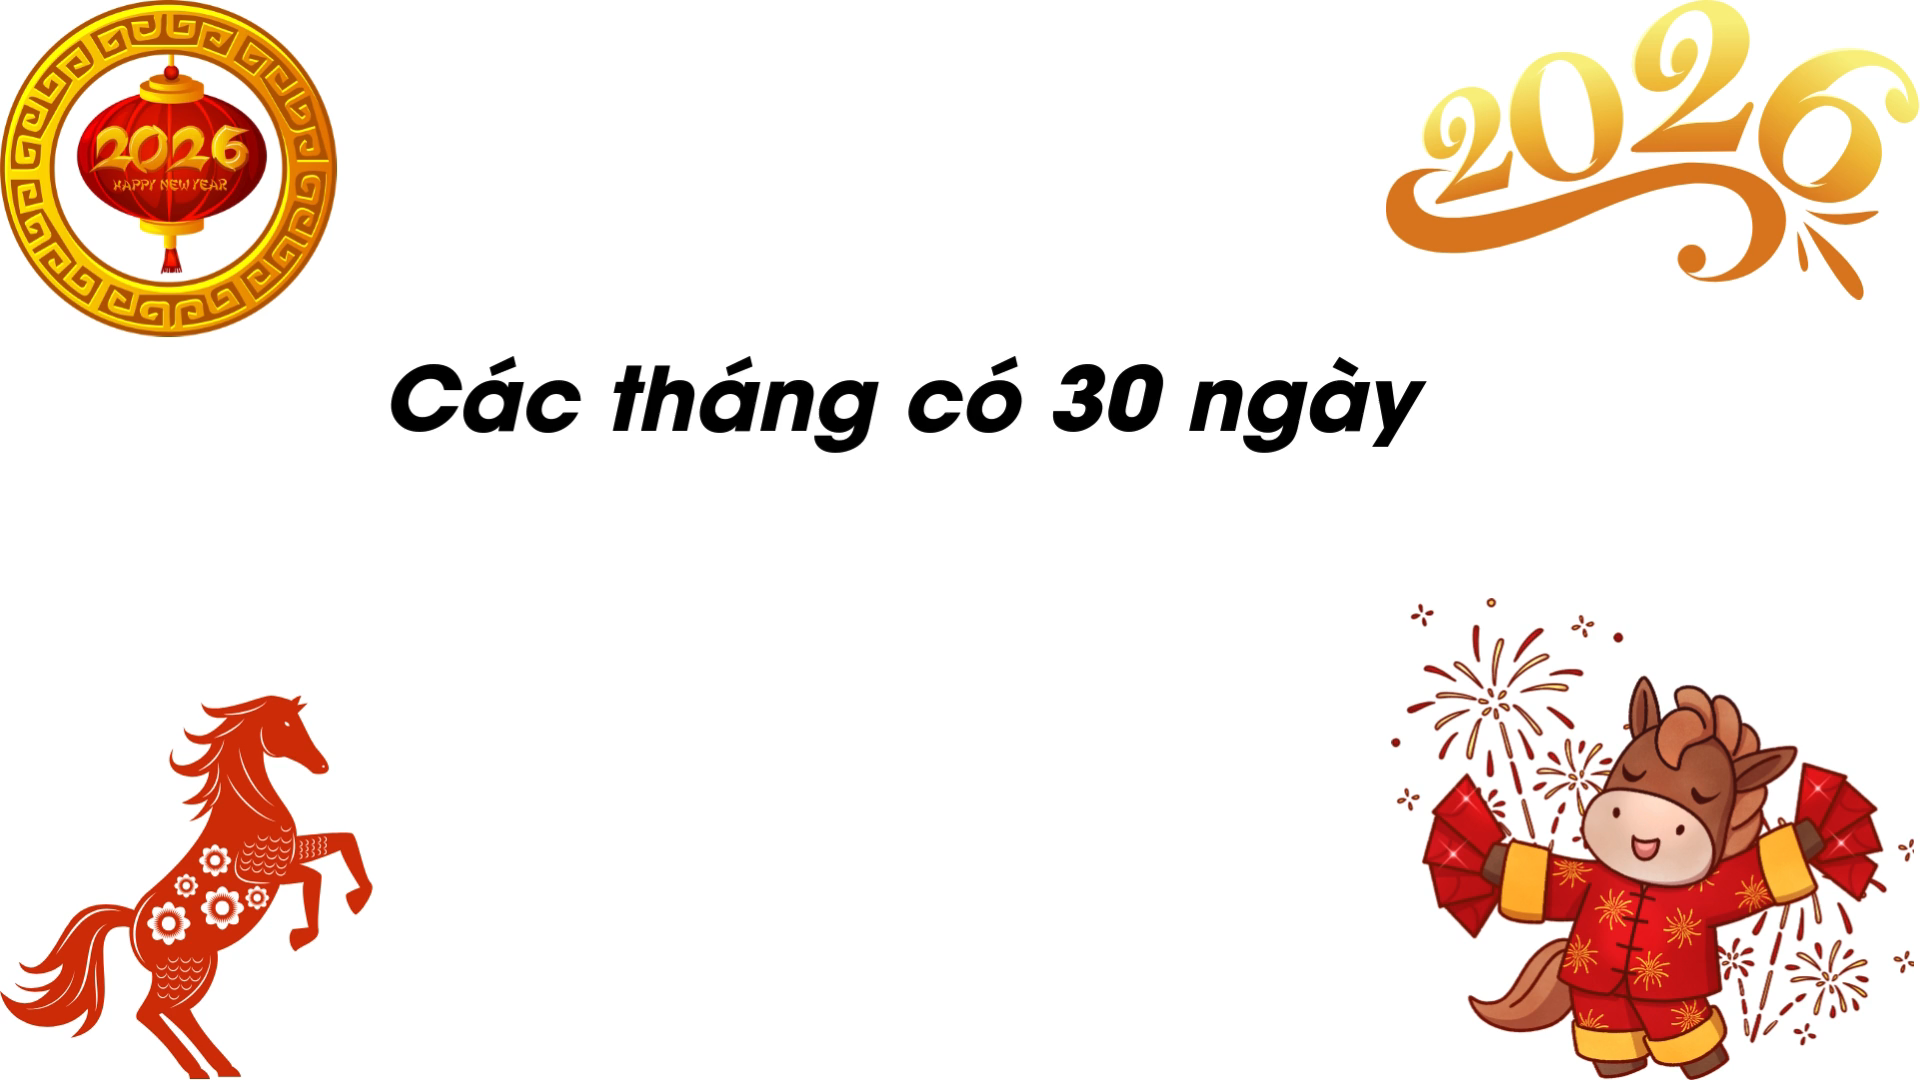 2026
HAPPY NEW YEAR
2026
Các tháng có 30 ngày